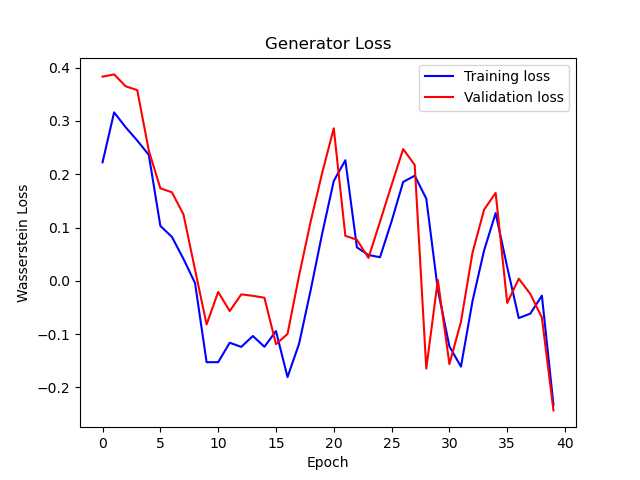 Generator Loss
Training loss
Validation loss
Wasserstein Loss
0.4
0.3
0.2
0.1
0.0
−0.1
−0.2
0 5 10 15 20 25 30 35 40
Epoch